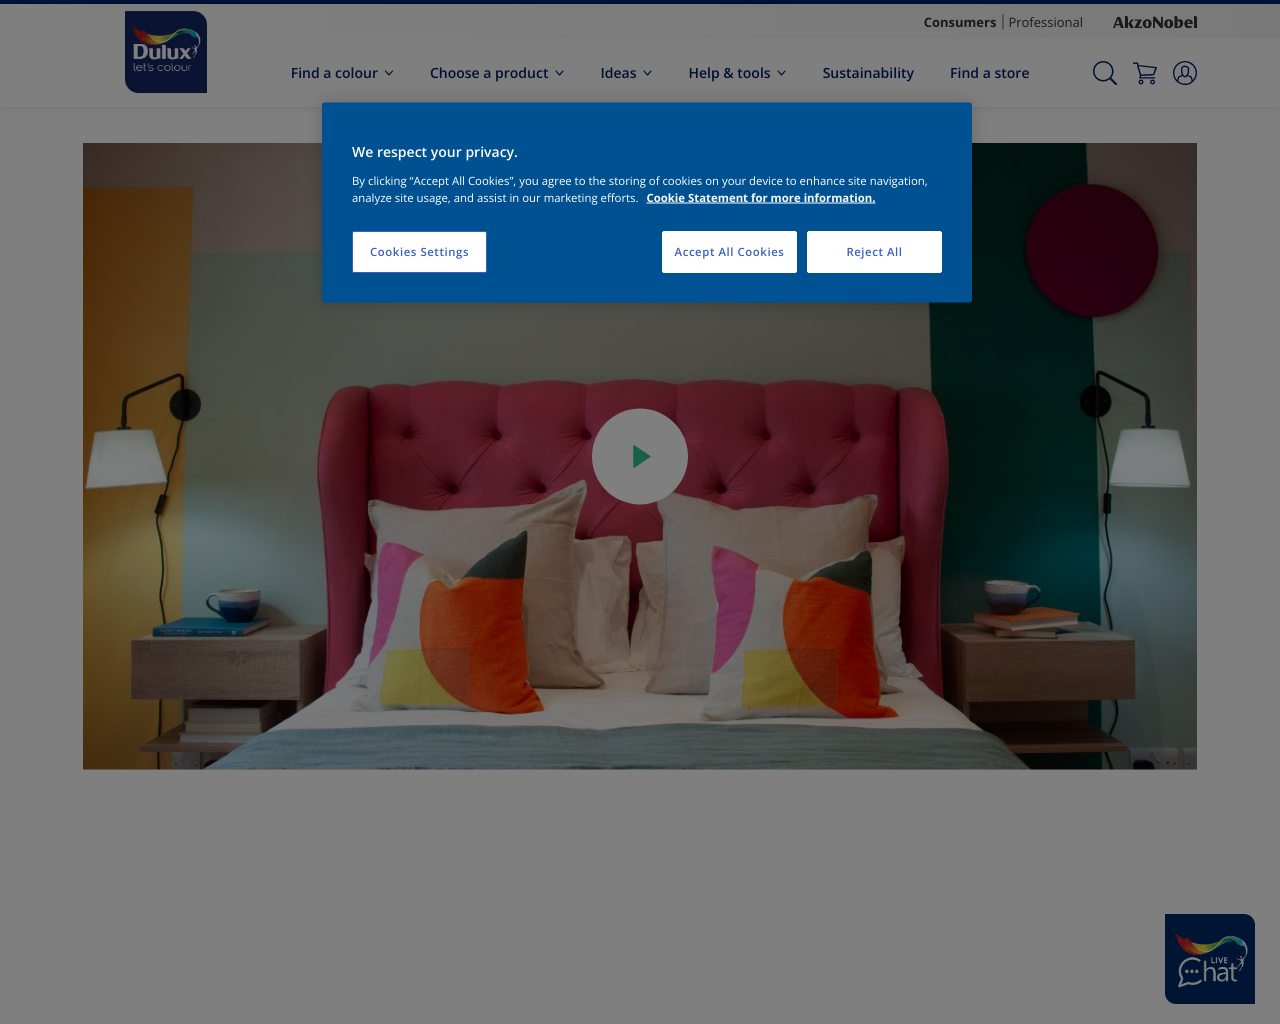 Consumers
Professional
AkzoNobel
Dulux
let's colour
Find a colour
Choose a product
Ideas
Help & tools
Sustainability
Find a store
We respect your privacy.
By clicking “Accept All Cookies”, you agree to the storing of cookies on your device to enhance site navigation,
analyze site usage, and assist in our marketing efforts. Cookie Statement for more information.
Cookies Settings
Accept All Cookies
Reject All
LIVE
Chat